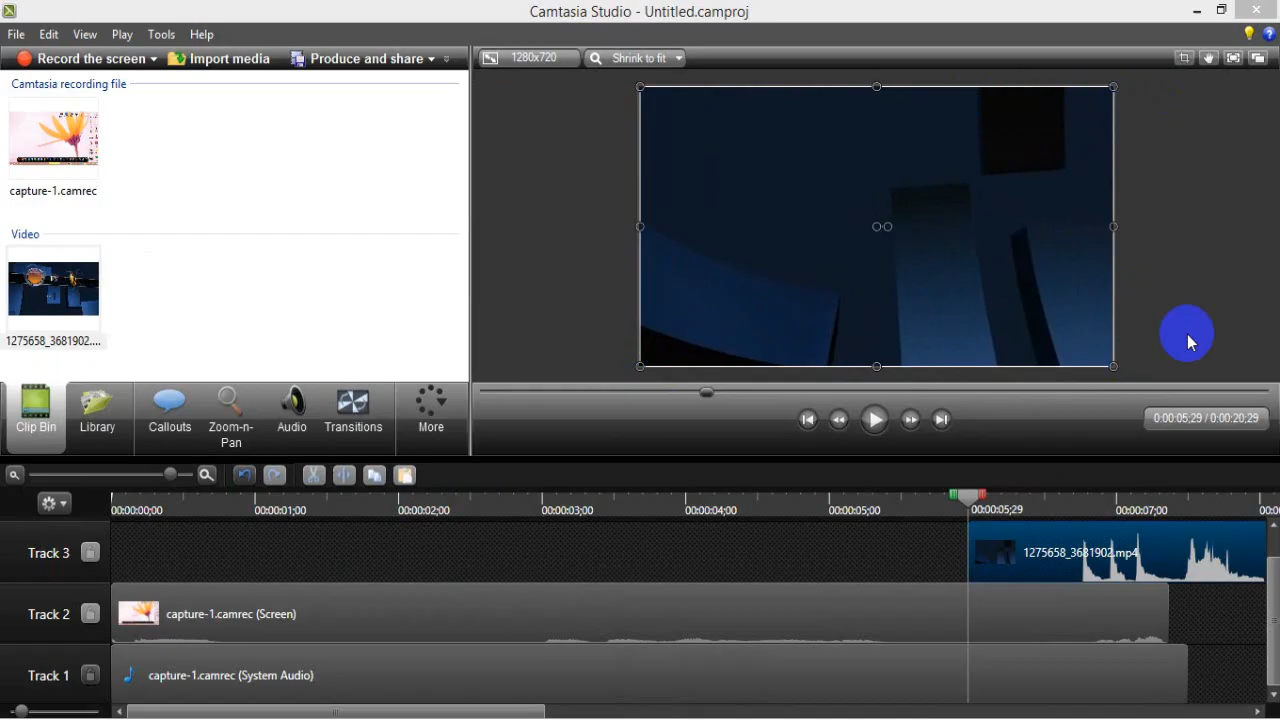 Camtasia Studio - Untitled.camproj
File Edit View Play Tools Help
Record the screen Import media Produce and share
1280x720 Shrink to fit
Camtasia recording file
capture-1.camrec
Video
1275658_3681902....
Clip Bin Library Callouts Zoom-n-Pan Audio Transitions More
0:00:05;29 / 0:00:20;29
00:00:00;00 00:00:01;00 00:00:02;00 00:00:03;00 00:00:04;00 00:00:05;00 00:00:05;29 00:00:07;00 00:00
Track 3 1275658_3681902.mp4
Track 2 capture-1.camrec (Screen)
Track 1 capture-1.camrec (System Audio)